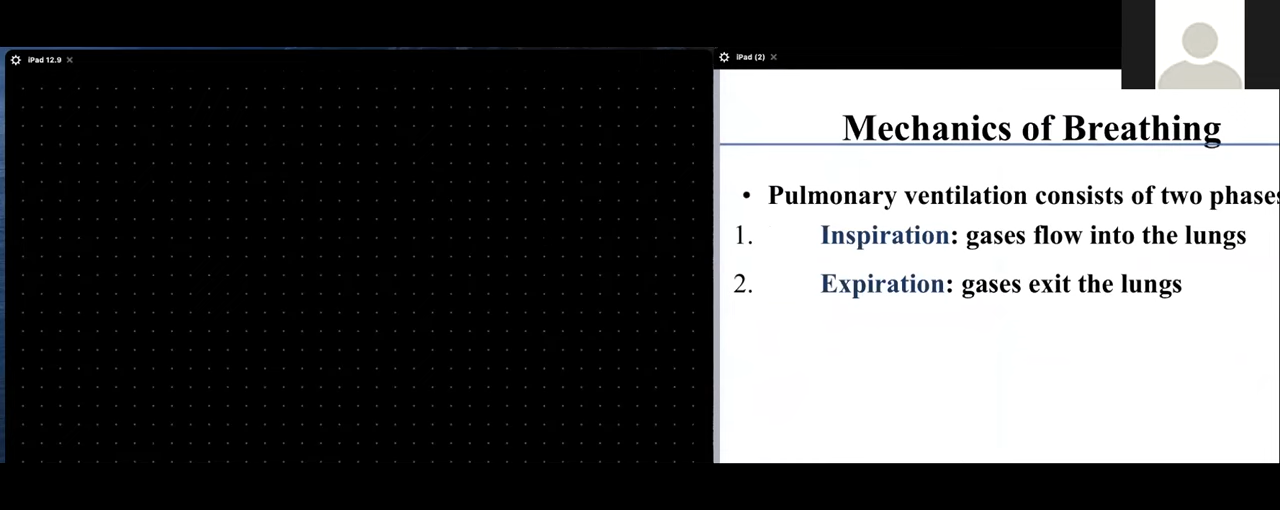 iPad 12.9
iPad (2)
Mechanics of Breathing
• Pulmonary ventilation consists of two phases
1. Inspiration: gases flow into the lungs
2. Expiration: gases exit the lungs